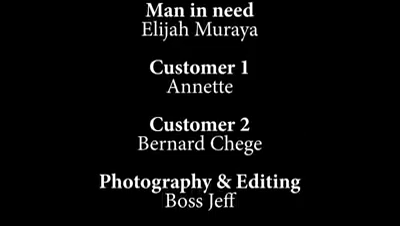 Man in need
Elijah Muraya
Customer 1
Annette
Customer 2
Bernard Chege
Photography & Editing
Boss Jeff